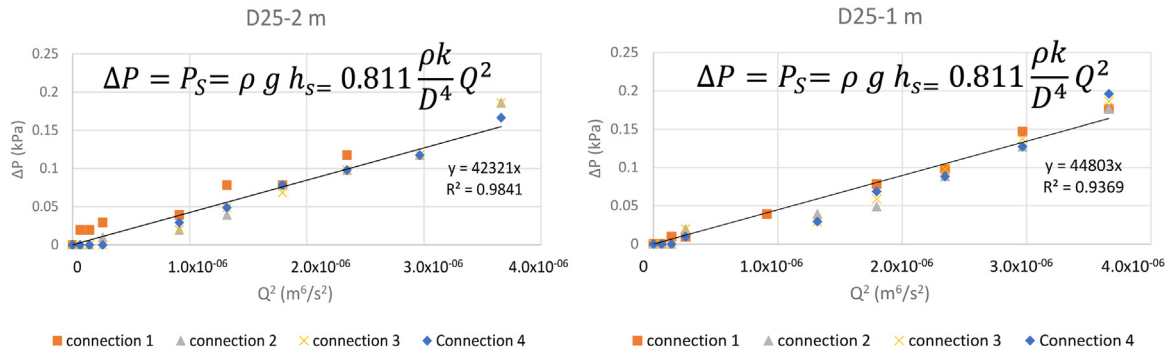 D25-2 m
0.25
0.2
0.15
0.1
0.05
0
ΔP (kPa)
ΔP = P_S= ρ g h_{s=} 0.811 ρk/D⁴ Q²
y = 42321x
R² = 0.9841
0 1.0x10⁻⁰⁶ 2.0x10⁻⁰⁶ 3.0x10⁻⁰⁶ 4.0x10⁻⁰⁶
Q² (m⁶/s²)
connection 1 connection 2 connection 3 Connection 4
D25-1 m
0.25
0.2
0.15
0.1
0.05
0
ΔP (kPa)
ΔP = P_S= ρ g h_{s=} 0.811 ρk/D⁴ Q²
y = 44803x
R² = 0.9369
0 1.0x10⁻⁰⁶ 2.0x10⁻⁰⁶ 3.0x10⁻⁰⁶ 4.0x10⁻⁰⁶
Q² (m⁶/s²)
connection 1 connection 2 connection 3 Connection 4